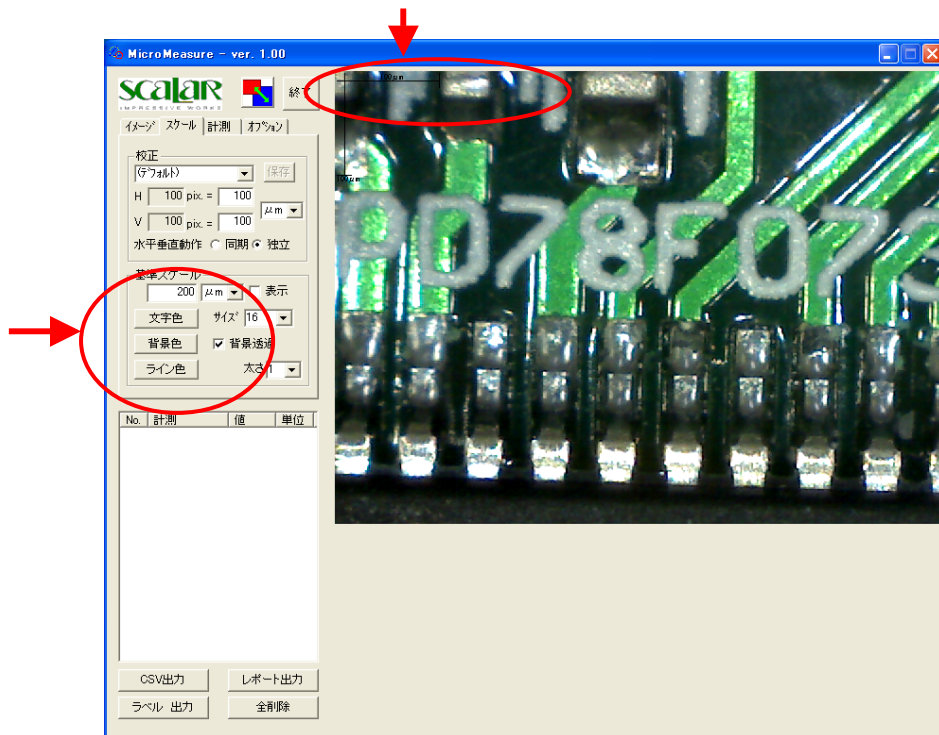 MicroMeasure - ver. 1.00
scalar
IMPRESSIVE WORKS
終了
イメージ スケール 計測 オプション
校正
(デフォルト) 保存
H 100 pix. = 100
μm
V 100 pix. = 100
水平垂直動作 同期 独立
基準スケール
200 μm 表示
文字色 サイズ 16
背景色 背景透過
ライン色 太さ 1
No. 計測 値 単位
CSV出力 レポート出力
ラベル 出力 全削除
100μm
100μm
PD78F078